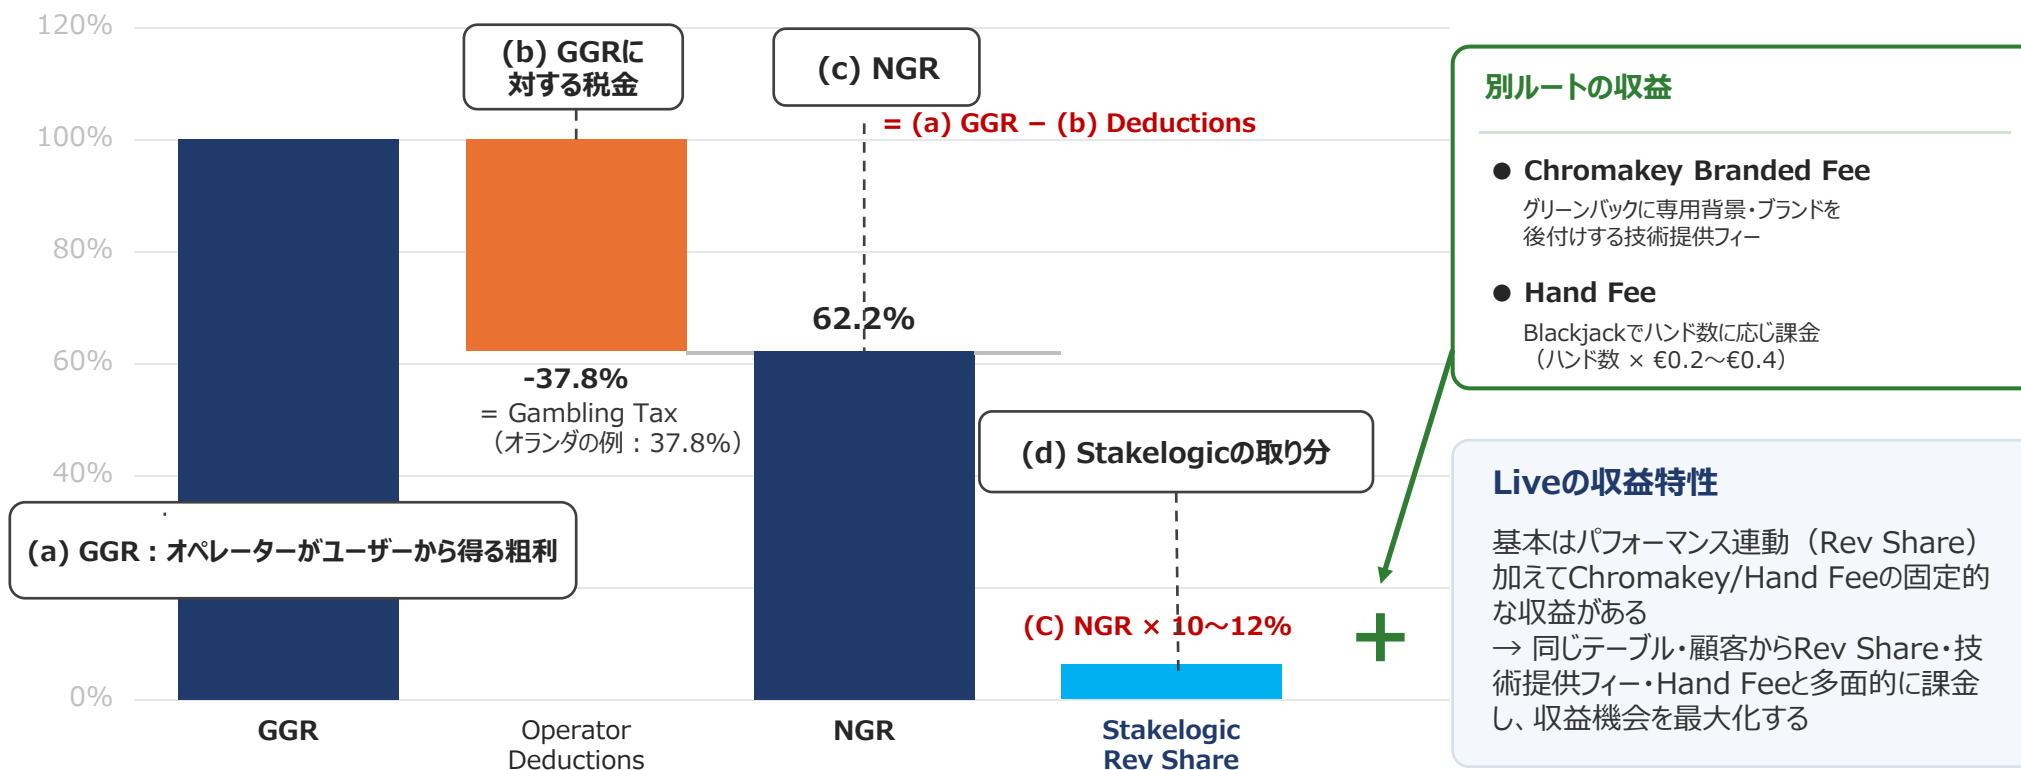 120%
100%
80%
60%
40%
0%
(b) GGRに
対する税金
(c) NGR
= (a) GGR − (b) Deductions
62.2%
-37.8%
= Gambling Tax
（オランダの例：37.8%）
(a) GGR：オペレーターがユーザーから得る粗利
(d) Stakelogicの取り分
(C) NGR × 10～12%
+
GGR
Operator
Deductions
NGR
Stakelogic
Rev Share
別ルートの収益
● Chromakey Branded Fee
グリーンバックに専用背景・ブランドを
後付けする技術提供フィー
● Hand Fee
Blackjackでハンド数に応じ課金
（ハンド数 × €0.2～€0.4）
Liveの収益特性
基本はパフォーマンス連動（Rev Share）
加えてChromakey/Hand Feeの固定的
な収益がある
→ 同じテーブル・顧客からRev Share・技
術提供フィー・Hand Feeと多面的に課金
し、収益機会を最大化する